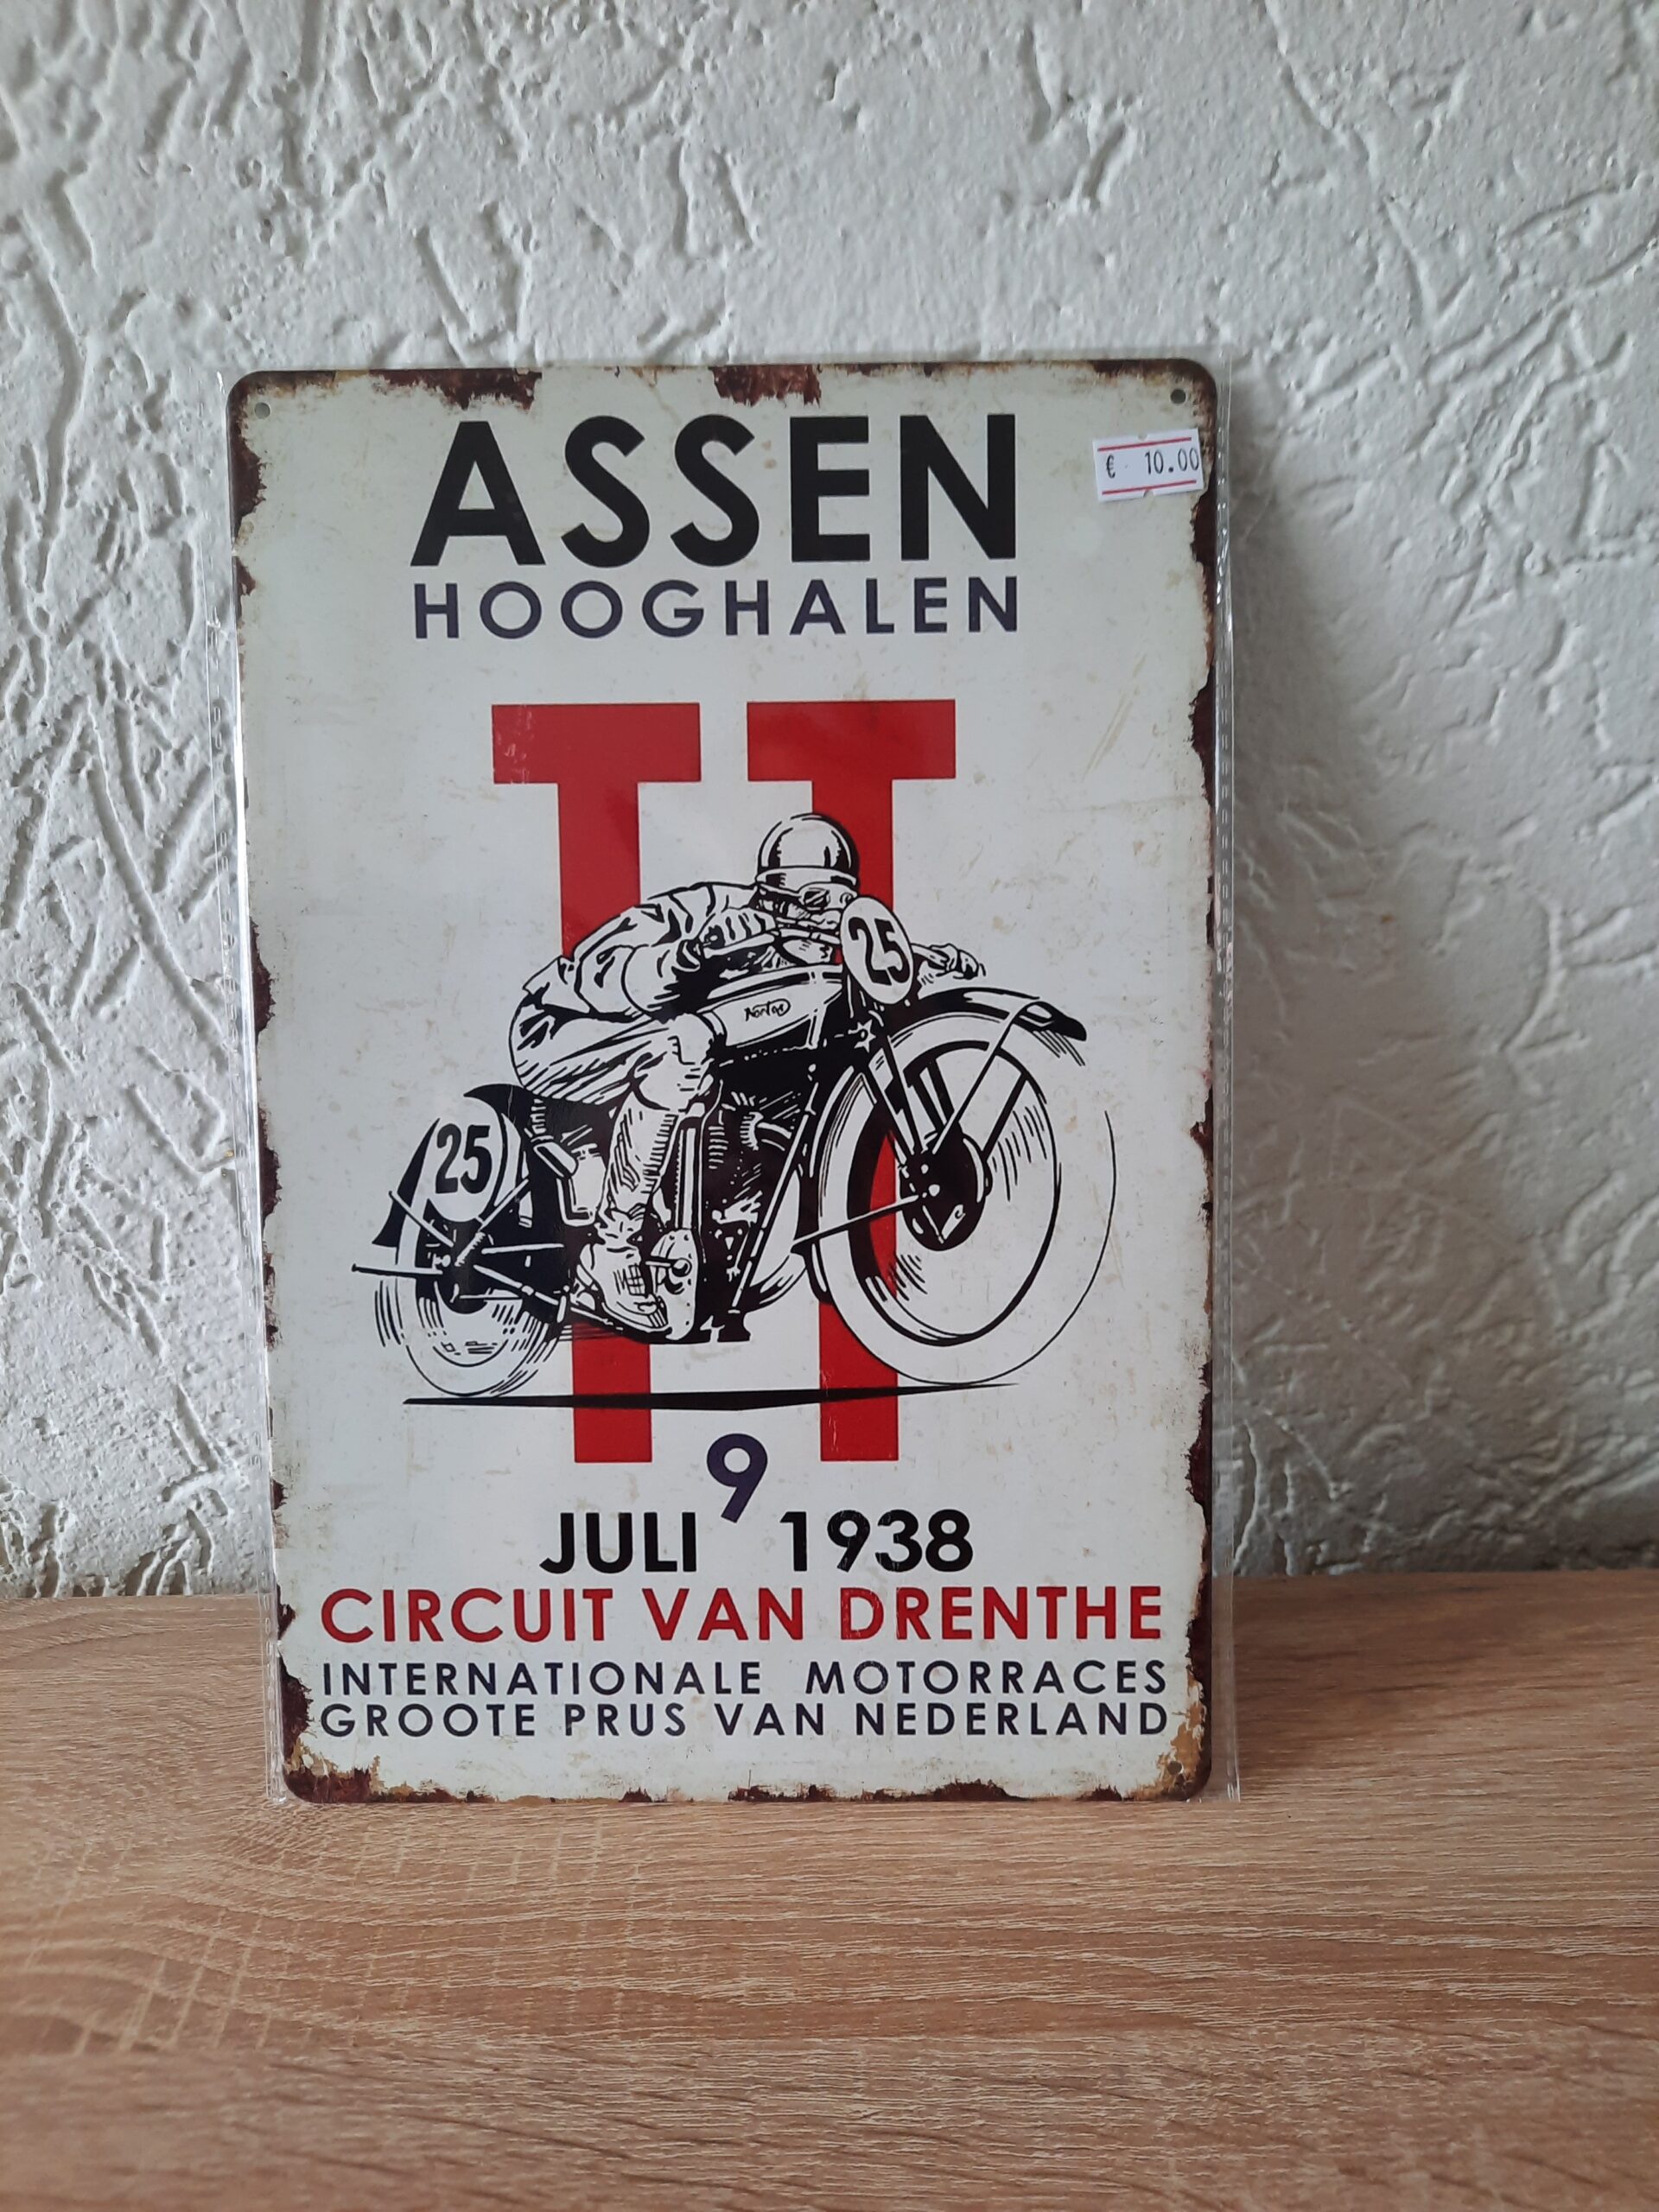 ASSEN
€ 10.00
HOOGHALEN
TT
25
Norton
25
9
JULI 1938
CIRCUIT VAN DRENTHE
INTERNATIONALE MOTORRACES
GROOTE PRUS VAN NEDERLAND